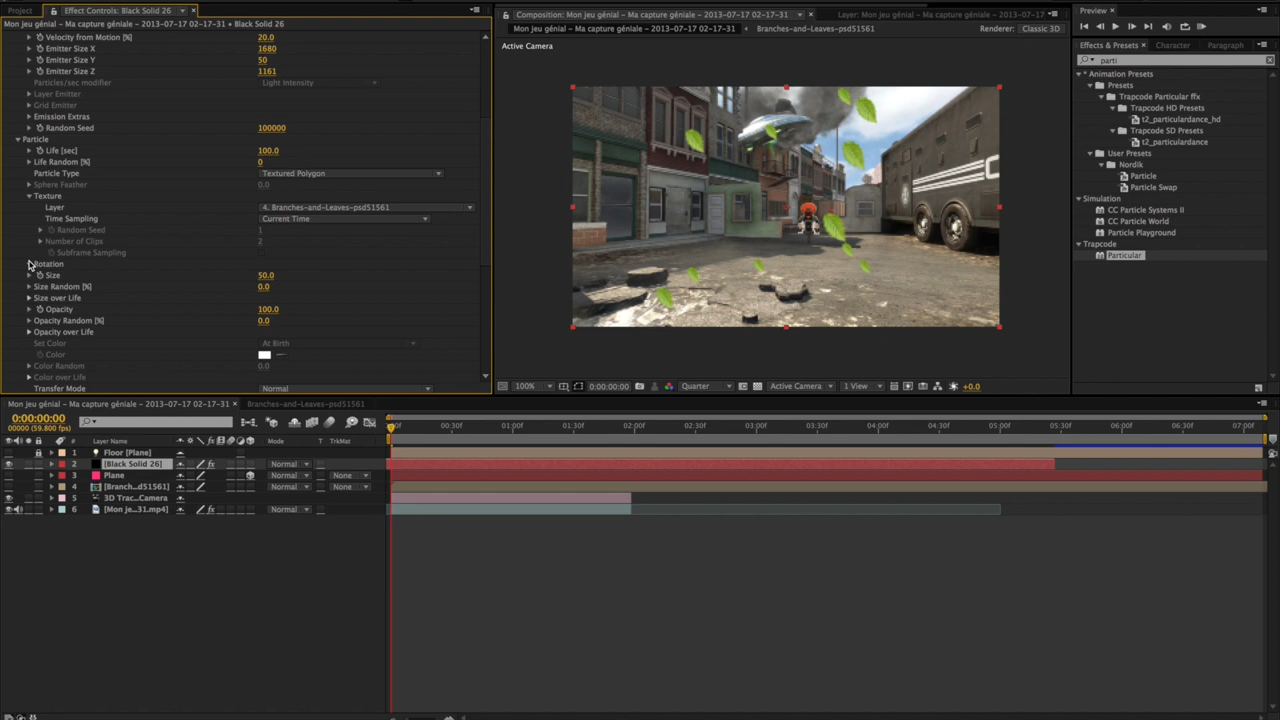 Project
Effect Controls: Black Solid 26
Mon jeu génial – Ma capture géniale – 2013-07-17 02-17-31 • Black Solid 26
Velocity from Motion [%] 20.0
Emitter Size X 1680
Emitter Size Y 50
Emitter Size Z 1161
Particles/sec modifier Light Intensity
Layer Emitter
Grid Emitter
Emission Extras
Random Seed 100000
Particle
Life [sec] 100.0
Life Random [%] 0
Particle Type Textured Polygon
Sphere Feather 0.0
Texture
Layer 4. Branches-and-Leaves-psd51561
Time Sampling Current Time
Random Seed 1
Number of Clips 2
Subframe Sampling
Rotation
Size 50.0
Size Random [%] 0.0
Size over Life
Opacity 100.0
Opacity Random [%] 0.0
Opacity over Life
Set Color At Birth
Color
Color Random 0.0
Color over Life
Transfer Mode Normal
Composition: Mon jeu génial – Ma capture géniale – 2013-07-17 02-17-31
Layer: Mon jeu génial – Ma capture géniale – 2013-07-17
Mon jeu génial – Ma capture géniale – 2013-07-17 02-17-31
Branches-and-Leaves-psd51561
Renderer: Classic 3D
Active Camera
100%
0:00:00:00
Quarter
Active Camera
1 View
+0.0
Preview
Effects & Presets
Character
Paragraph
parti
* Animation Presets
Presets
Trapcode Particular ffx
Trapcode HD Presets
t2_particulardance_hd
Trapcode SD Presets
t2_particulardance
User Presets
Nordik
Particle
Particle Swap
Simulation
CC Particle Systems II
CC Particle World
Particle Playground
Trapcode
Particular
Mon jeu génial – Ma capture géniale – 2013-07-17 02-17-31
Branches-and-Leaves-psd51561
0:00:00:00
00000 (59.800 fps)
00:30f 01:00f 01:30f 02:00f 02:30f 03:00f 03:30f 04:00f 04:30f 05:00f 05:30f 06:00f 06:30f 07:00f
# Layer Name Mode T TrkMat
1 Floor [Plane]
2 [Black Solid 26] Normal
3 Plane Normal None
4 [Branch...d51561] Normal None
5 3D Trac...Camera
6 [Mon je...31.mp4] Normal